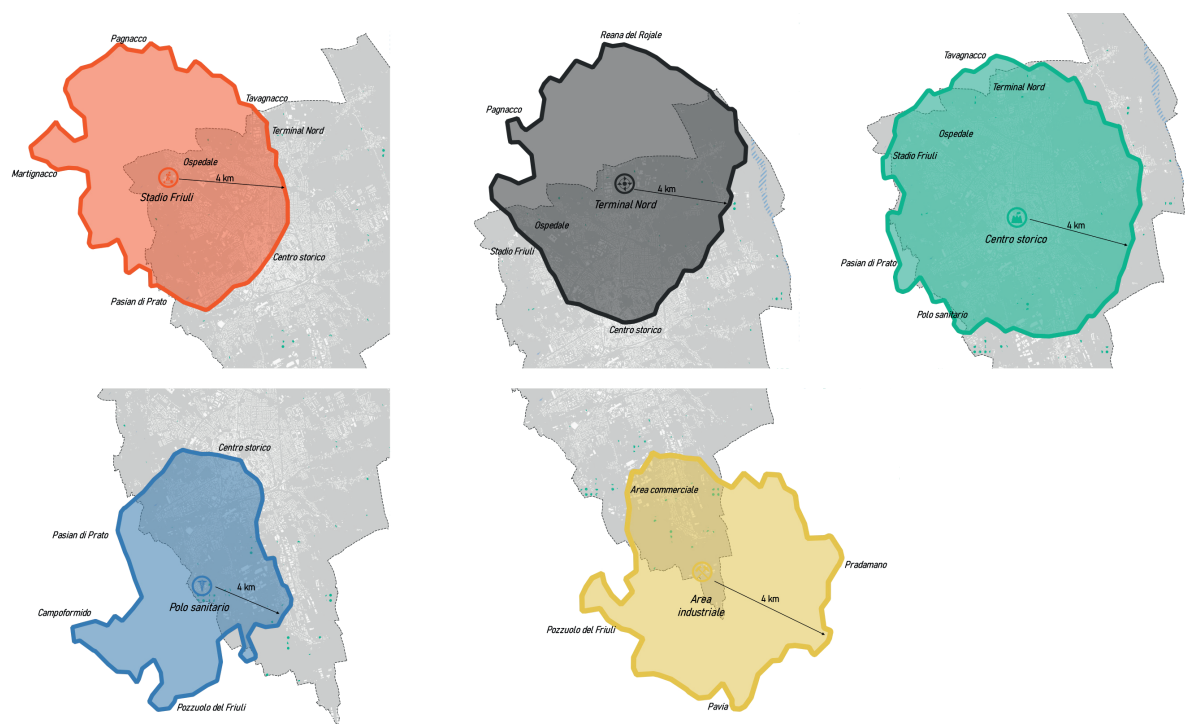 Pagnacco
Tavagnacco
Terminal Nord
Ospedale
4 km
Martignacco
Stadio Friuli
Centro storico
Pasian di Prato
Reana del Rojale
Pagnacco
4 km
Terminal Nord
Ospedale
Stadio Friuli
Centro storico
Tavagnacco
Terminal Nord
Ospedale
Stadio Friuli
4 km
Centro storico
Pasian di Prato
Polo sanitario
Centro storico
Pasian di Prato
4 km
Polo sanitario
Campoformido
Pozzuolo del Friuli
Area commerciale
Pradamano
4 km
Area
industriale
Pozzuolo del Friuli
Pavia